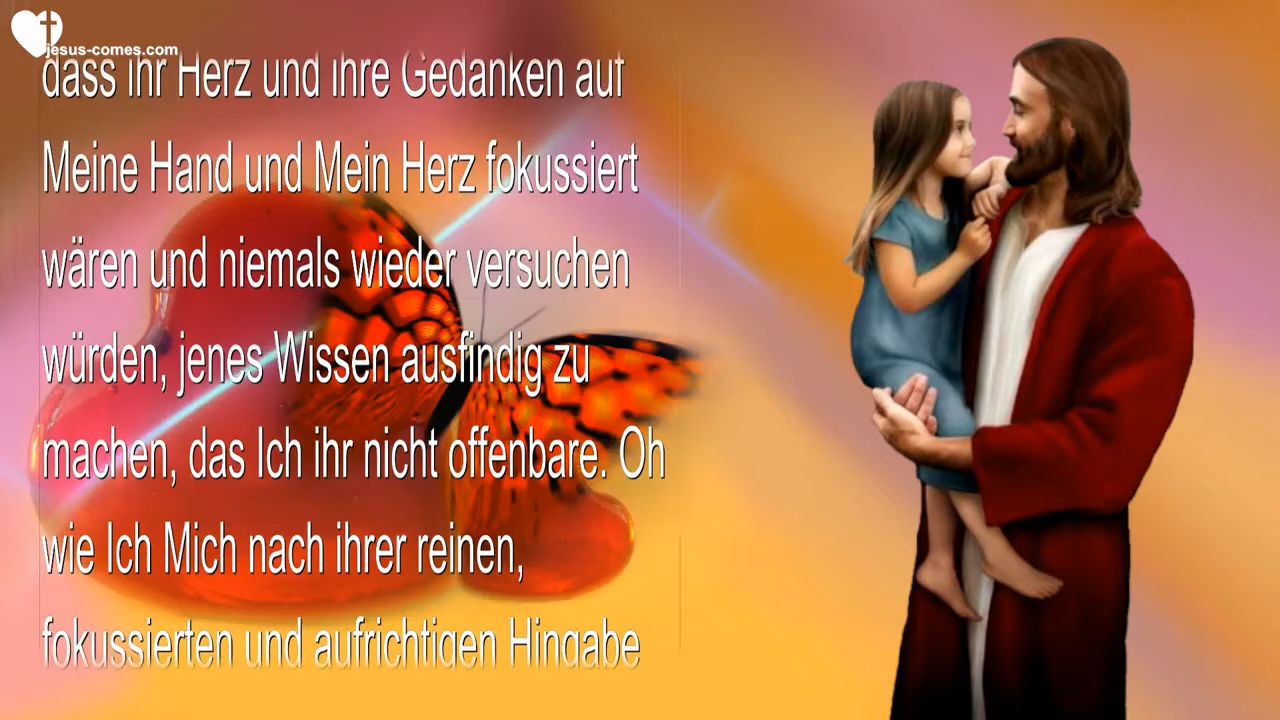 jesus-comes.com
dass ihr Herz und ihre Gedanken auf
Meine Hand und Mein Herz fokussiert
wären und niemals wieder versuchen
würden, jenes Wissen ausfindig zu
machen, das Ich ihr nicht offenbare. Oh
wie Ich Mich nach ihrer reinen,
fokussierten und aufrichtigen Hingabe